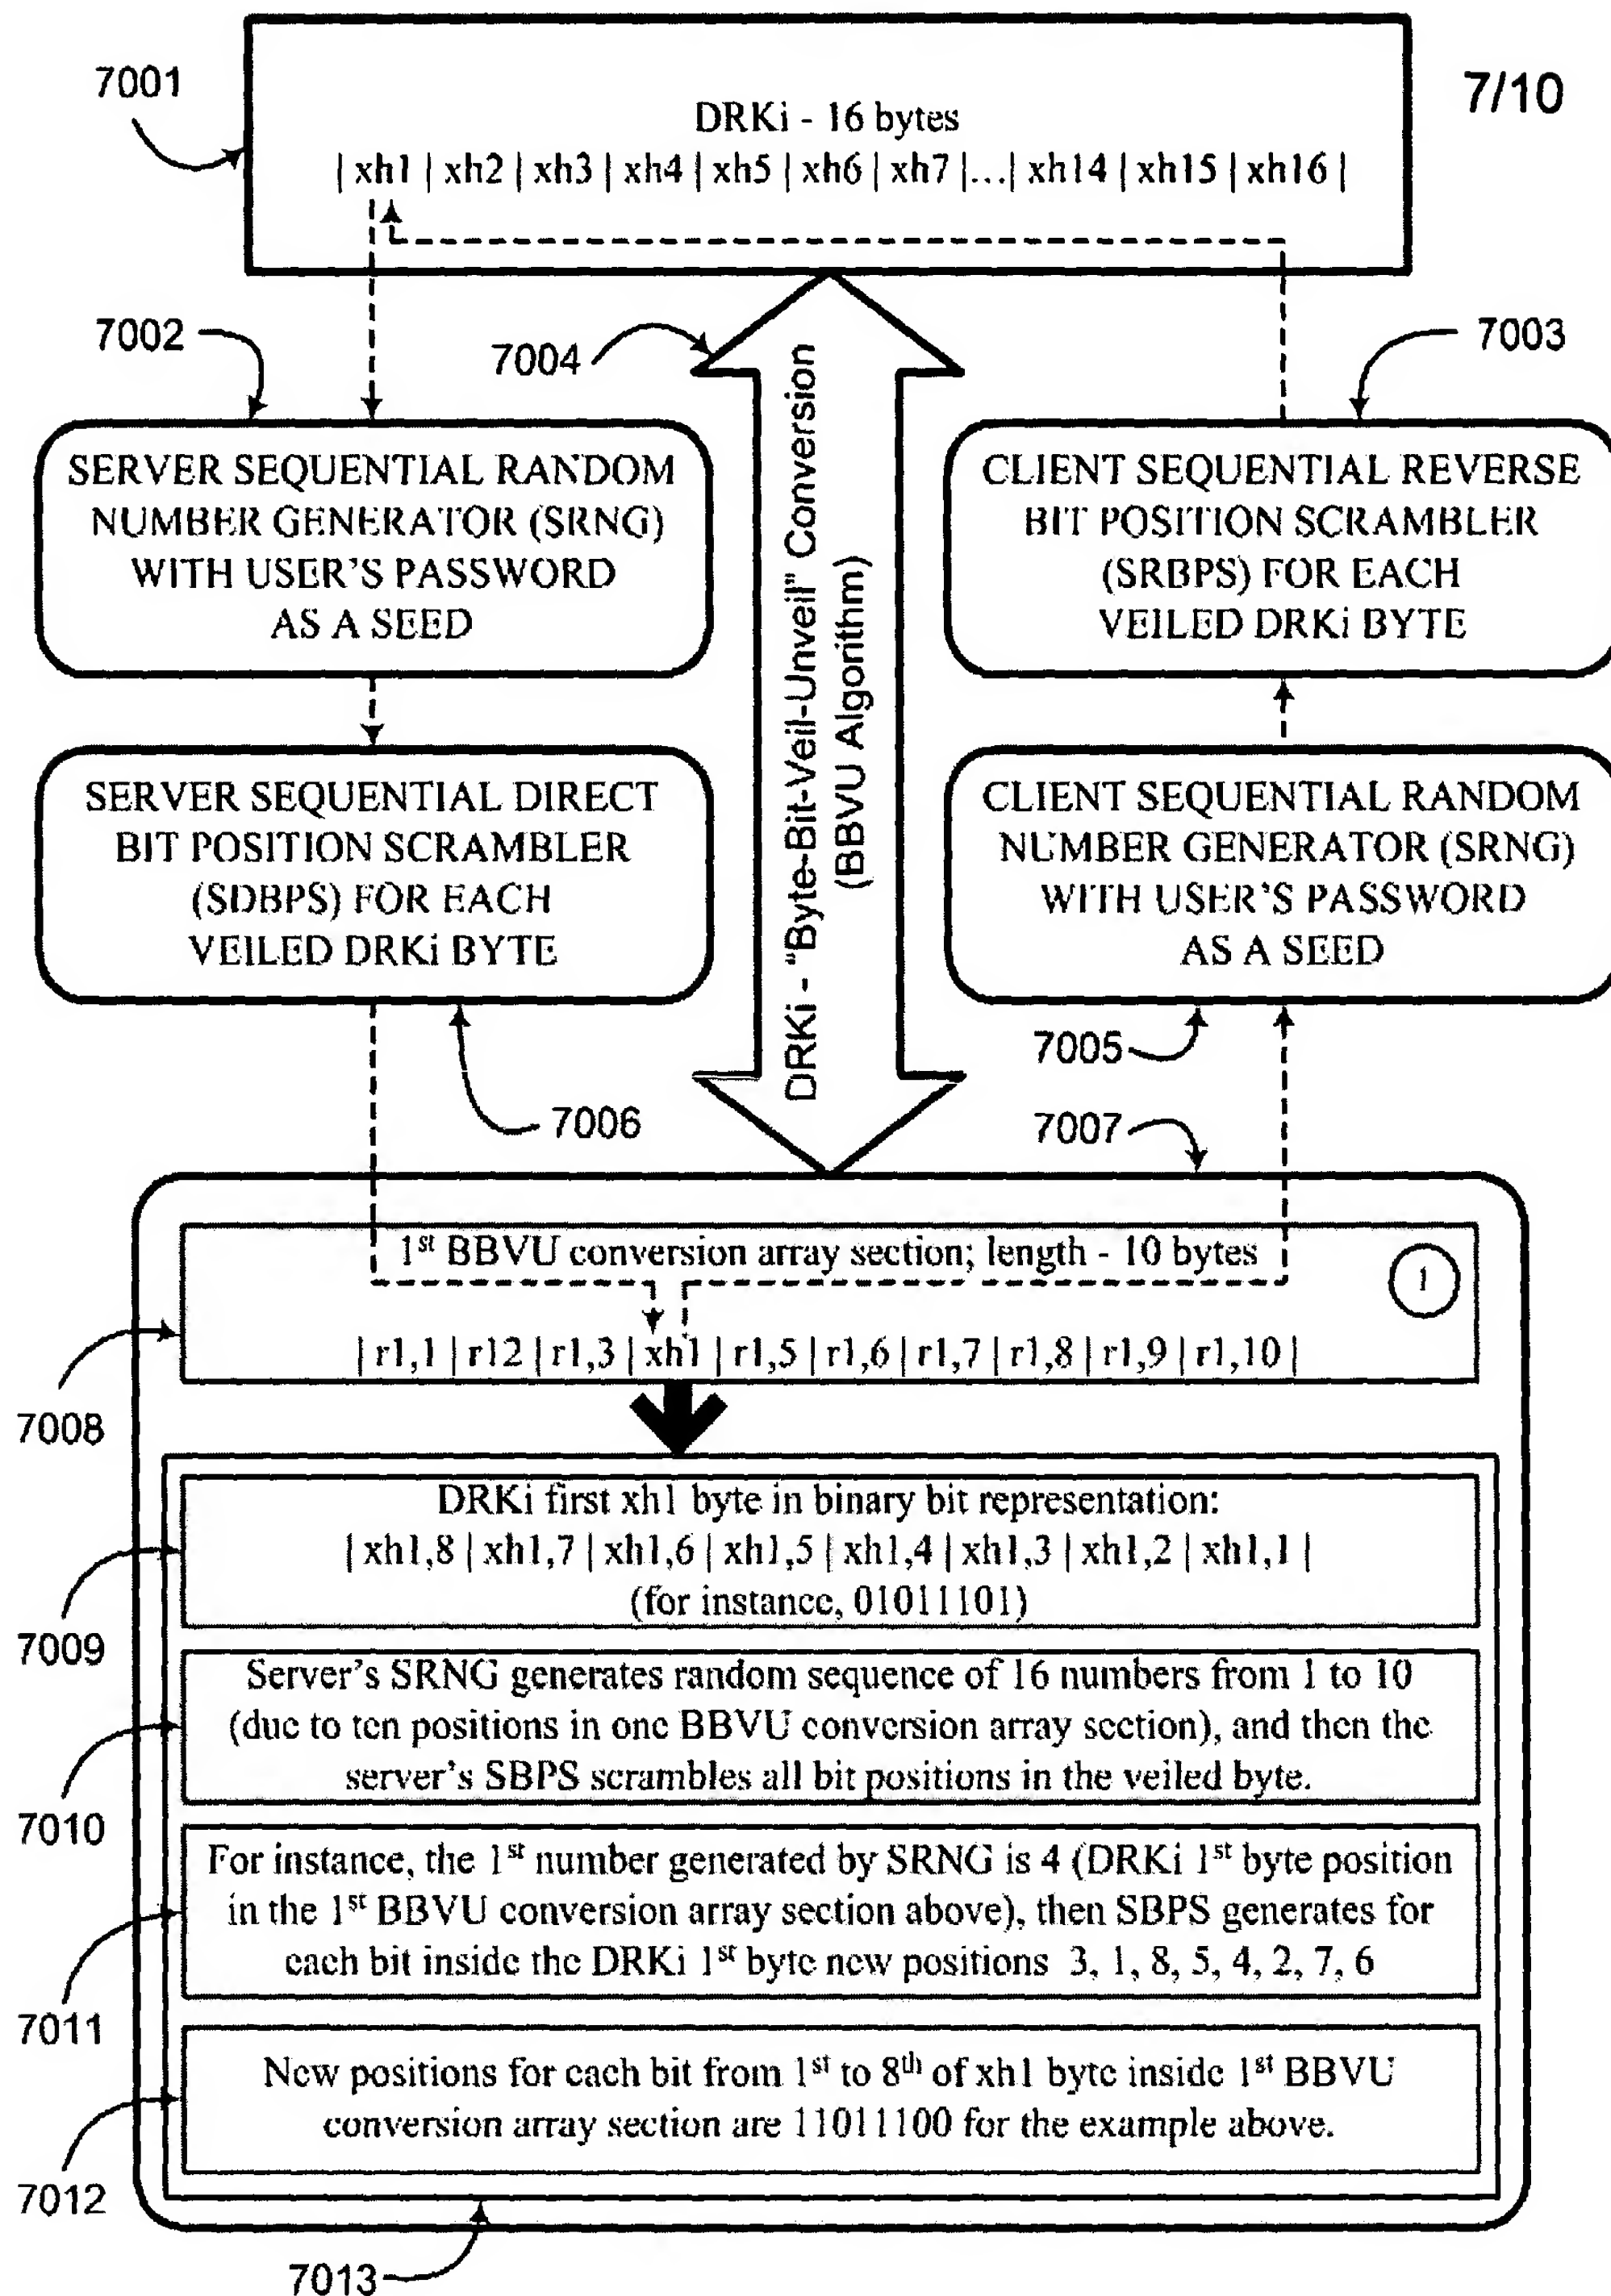 7/10
7001
DRKi - 16 bytes
| xh1 | xh2 | xh3 | xh4 | xh5 | xh6 | xh7 |...| xh14 | xh15 | xh16 |
7002
7004
7003
SERVER SEQUENTIAL RANDOM
NUMBER GENERATOR (SRNG)
WITH USER'S PASSWORD
AS A SEED
DRKi - "Byte-Bit-Veil-Unveil" Conversion
(BBVU Algorithm)
CLIENT SEQUENTIAL REVERSE
BIT POSITION SCRAMBLER
(SRBPS) FOR EACH
VEILED DRKi BYTE
SERVER SEQUENTIAL DIRECT
BIT POSITION SCRAMBLER
(SDBPS) FOR EACH
VEILED DRKi BYTE
CLIENT SEQUENTIAL RANDOM
NUMBER GENERATOR (SRNG)
WITH USER'S PASSWORD
AS A SEED
7005
7006
7007
1st BBVU conversion array section; length - 10 bytes
1
| r1,1 | r12 | r1,3 | xh1 | r1,5 | r1,6 | r1,7 | r1,8 | r1,9 | r1,10 |
7008
DRKi first xh1 byte in binary bit representation:
| xh1,8 | xh1,7 | xh1,6 | xh1,5 | xh1,4 | xh1,3 | xh1,2 | xh1,1 |
(for instance, 01011101)
7009
Server's SRNG generates random sequence of 16 numbers from 1 to 10
(due to ten positions in one BBVU conversion array section), and then the
server's SBPS scrambles all bit positions in the veiled byte.
7010
For instance, the 1st number generated by SRNG is 4 (DRKi 1st byte position
in the 1st BBVU conversion array section above), then SBPS generates for
each bit inside the DRKi 1st byte new positions 3, 1, 8, 5, 4, 2, 7, 6
7011
New positions for each bit from 1st to 8th of xh1 byte inside 1st BBVU
conversion array section are 11011100 for the example above.
7012
7013